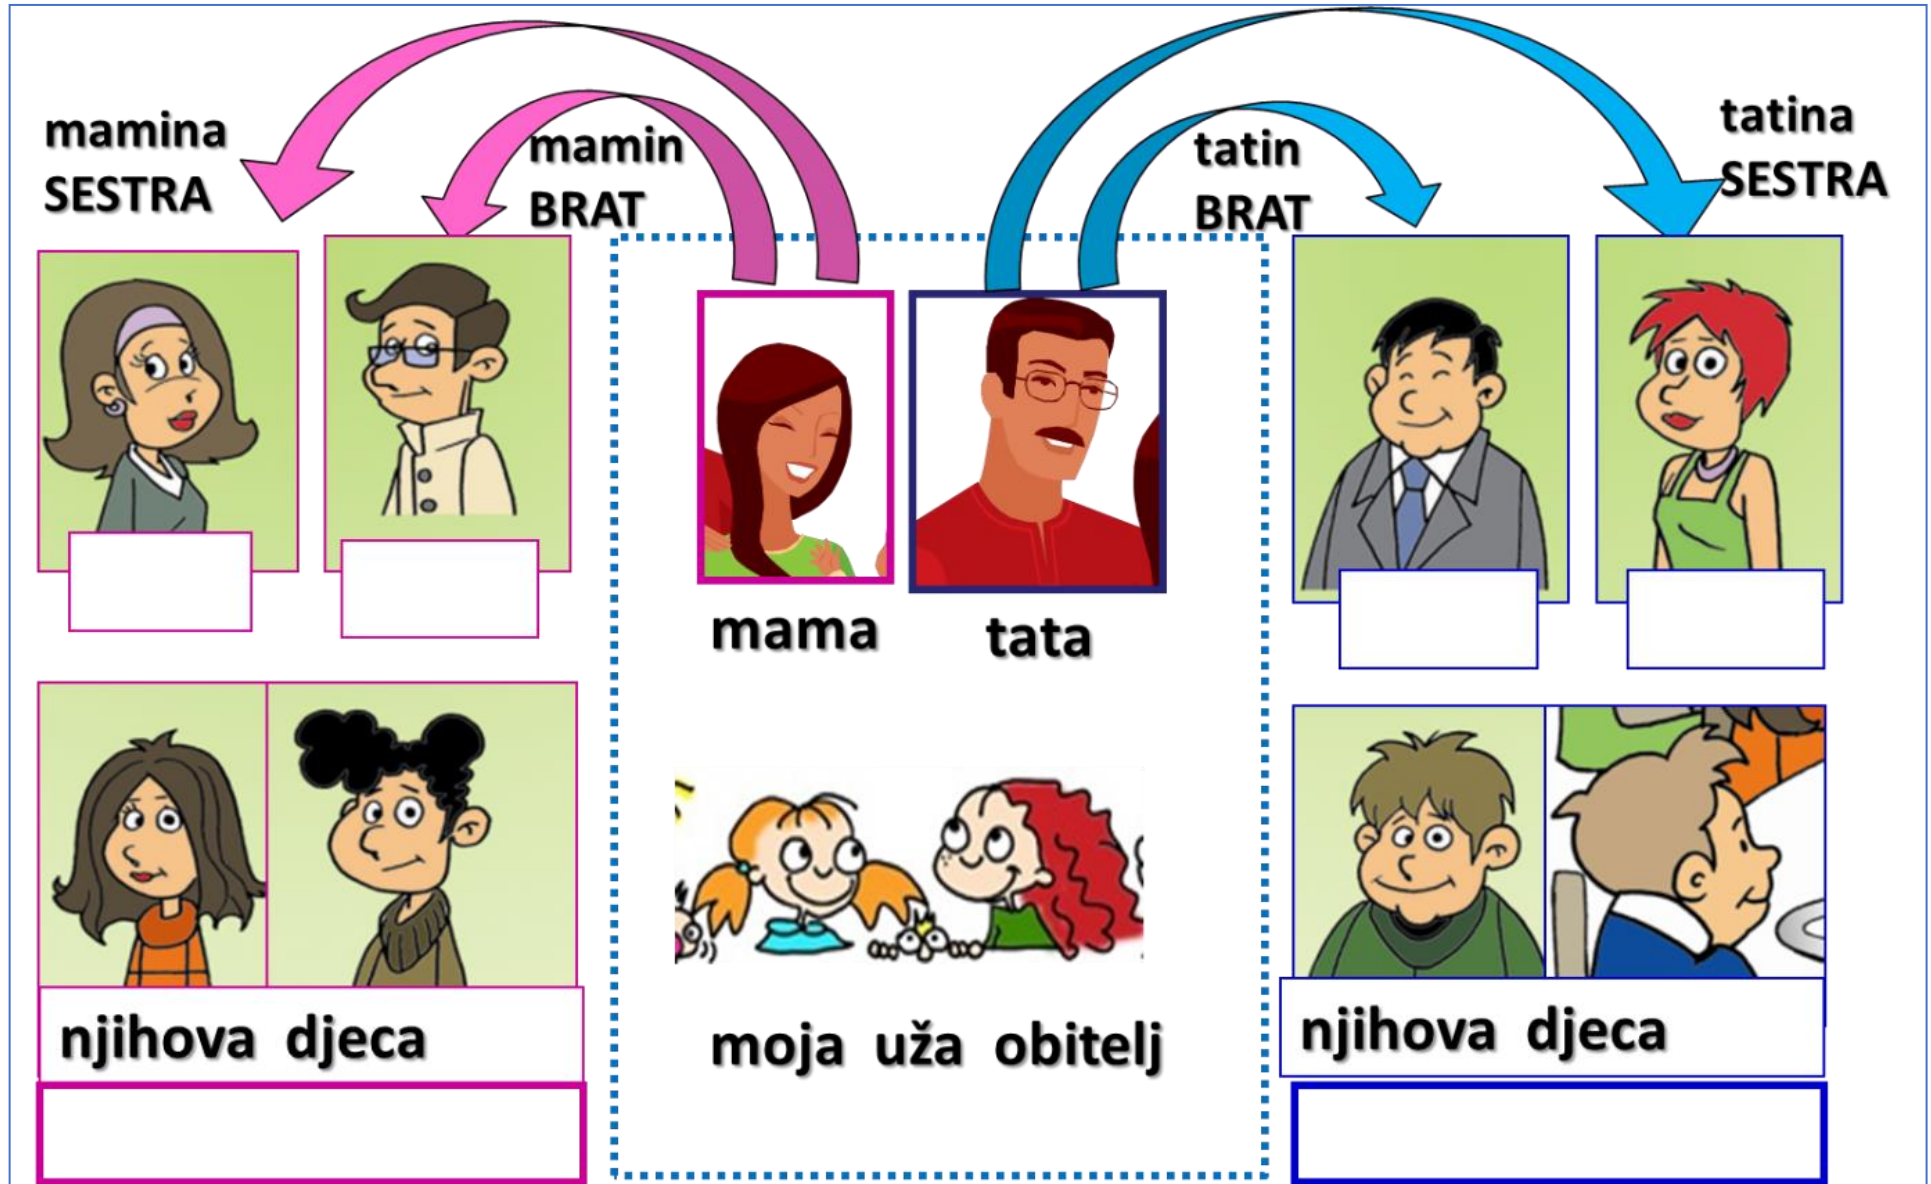 mamina
SESTRA
mamin
BRAT
tatin
BRAT
tatina
SESTRA
mama
tata
njihova djeca
moja uža obitelj
njihova djeca